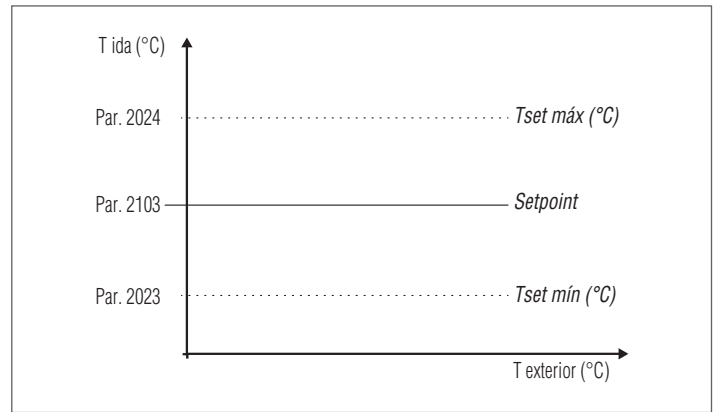 T ida (°C)
Par. 2024
Tset máx (°C)
Par. 2103
Setpoint
Par. 2023
Tset mín (°C)
T exterior (°C)